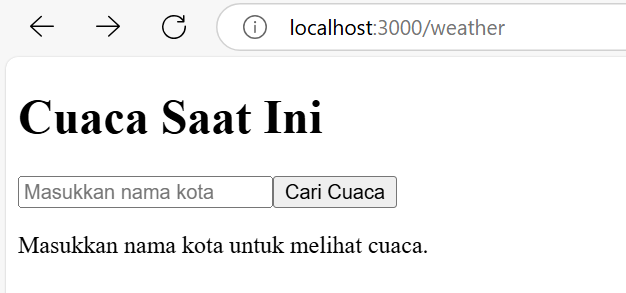 localhost:3000/weather
Cuaca Saat Ini
Masukkan nama kota Cari Cuaca
Masukkan nama kota untuk melihat cuaca.